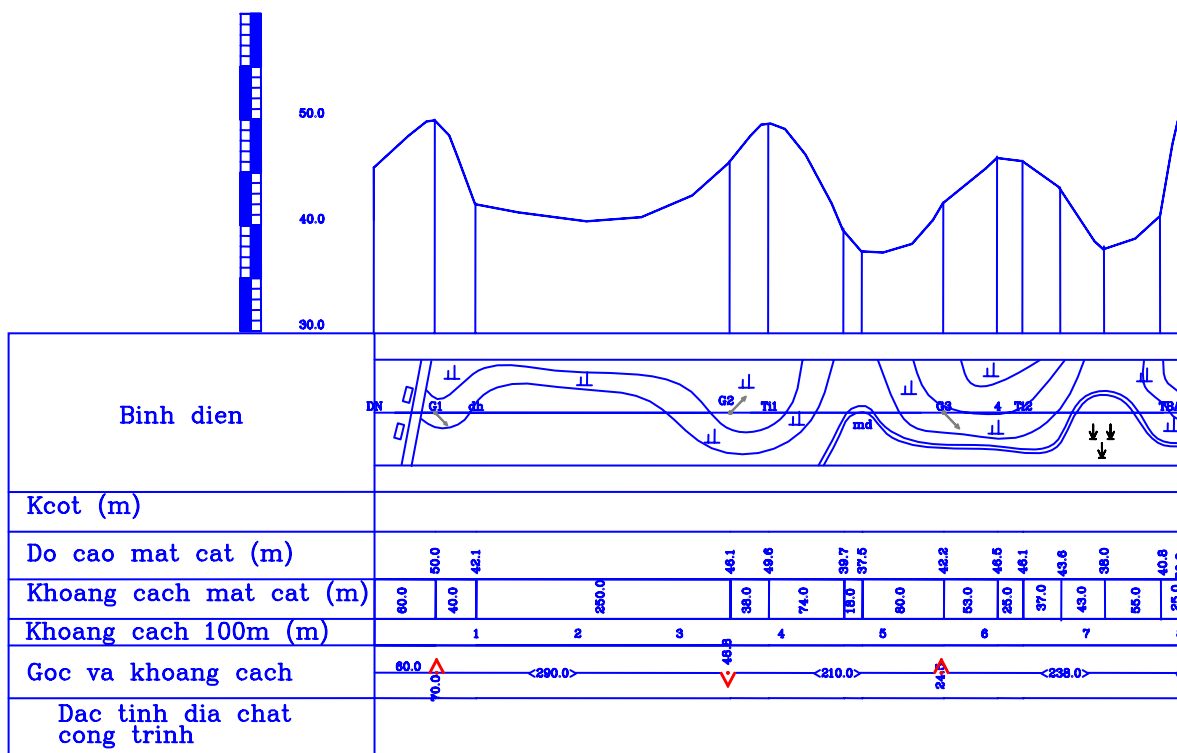 50.0
40.0
30.0
Binh dien
DN G1 dh G2 TI1 md G3 4 TI2
Kcot (m)
Do cao mat cat (m)
50.0 42.1 46.1 49.6 39.7 37.5 42.2 46.5 46.1 43.6 38.0 40.8
Khoang cach mat cat (m)
60.0 40.0 250.0 38.0 74.0 18.0 80.0 53.0 25.0 37.0 43.0 55.0 25.0
Khoang cach 100m (m)
1 2 3 4 5 6 7
Goc va khoang cach
60.0 70.0 <290.0> <210.0> <238.0>
Dac tinh dia chat
cong trinh